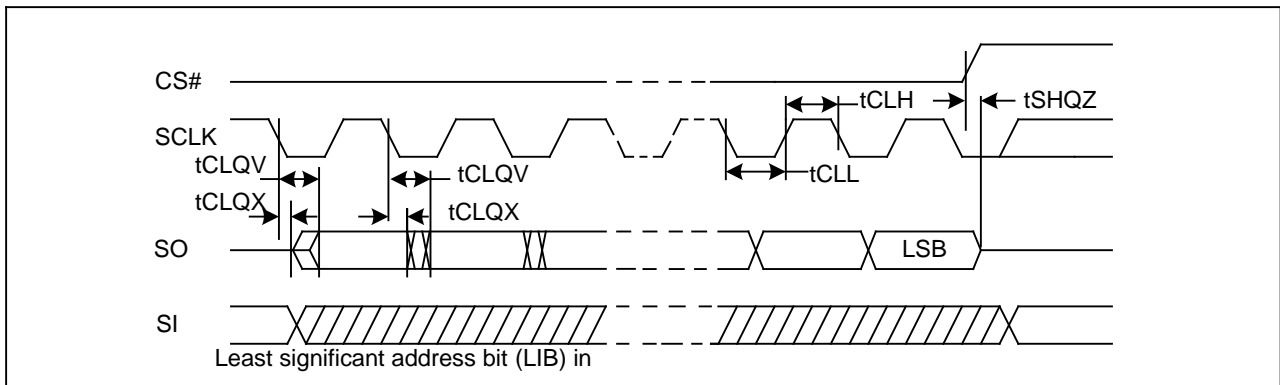 CS#
tCLH
tSHQZ
SCLK
tCLQV
tCLQV
tCLL
tCLQX
tCLQX
SO
LSB
SI
Least significant address bit (LIB) in